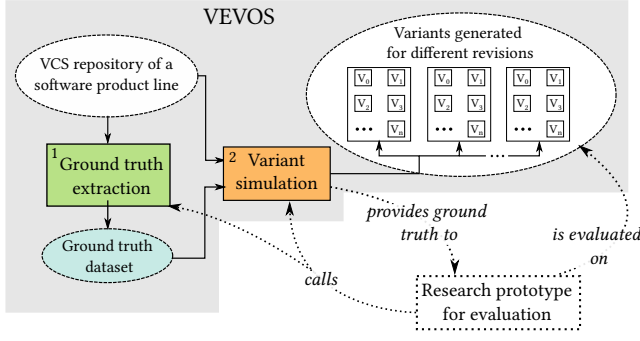 VEVOS
VCS repository of a
software product line
Variants generated
for different revisions
V0 V1 V0 V1 V0 V1
V2 V3 V2 V3 V2 V3
••• Vn ••• Vn ••• Vn
1 Ground truth
extraction
2 Variant
simulation
...
Ground truth
dataset
provides ground
truth to
is evaluated
on
calls
Research prototype
for evaluation